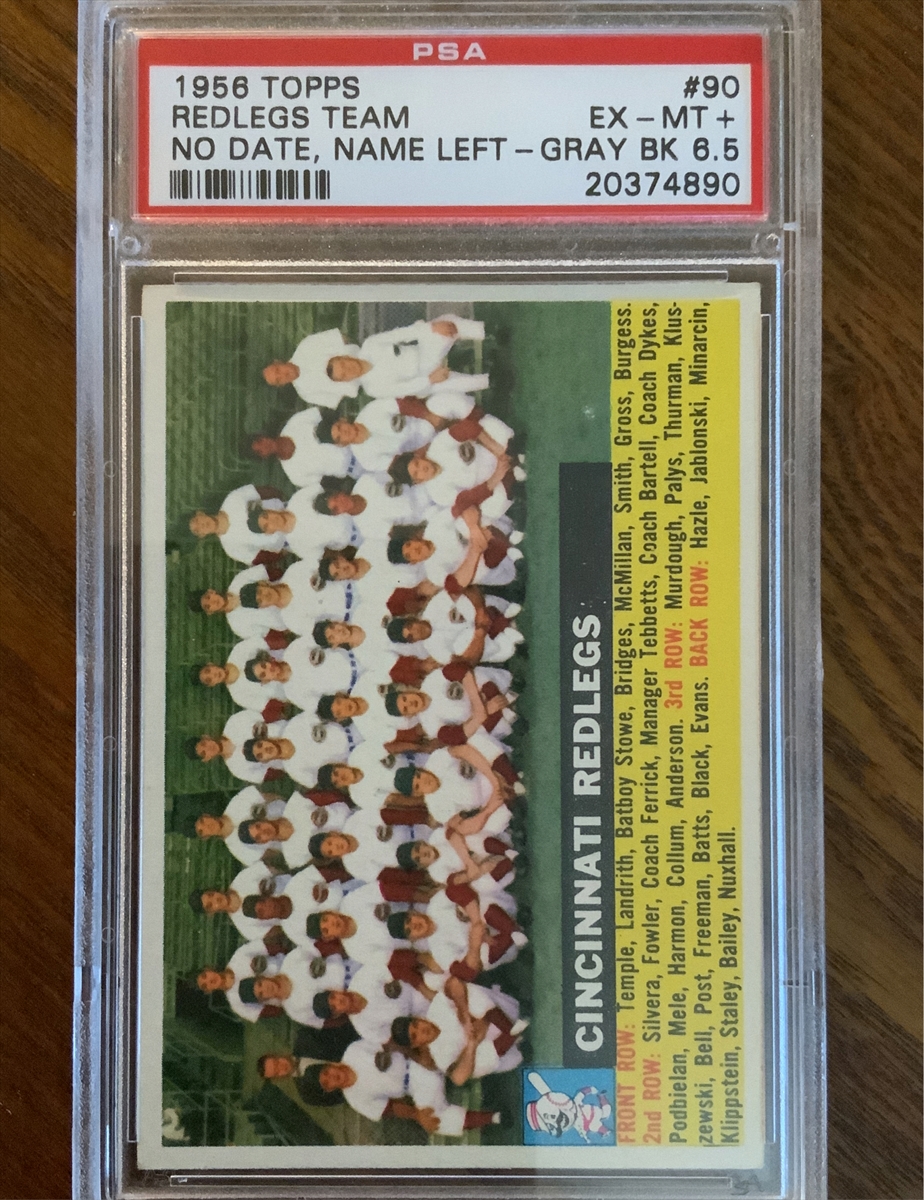 PSA
1956 TOPPS #90
REDLEGS TEAM EX-MT+
NO DATE, NAME LEFT-GRAY BK 6.5
20374890
CINCINNATI REDLEGS
FRONT ROW: Temple, Landrith, Batboy Stowe, Bridges, McMillan, Smith, Gross, Burgess.
2nd ROW: Silvera, Fowler, Coach Ferrick, Manager Tebbetts, Coach Bartell, Coach Dykes,
Podbielan, Mele, Harmon, Collum, Anderson. 3rd ROW: Murdough, Palys, Thurman, Klus-
zewski, Bell, Post, Freeman, Batts, Black, Evans. BACK ROW: Hazle, Jablonski, Minarcin,
Klippstein, Staley, Bailey, Nuxhall.